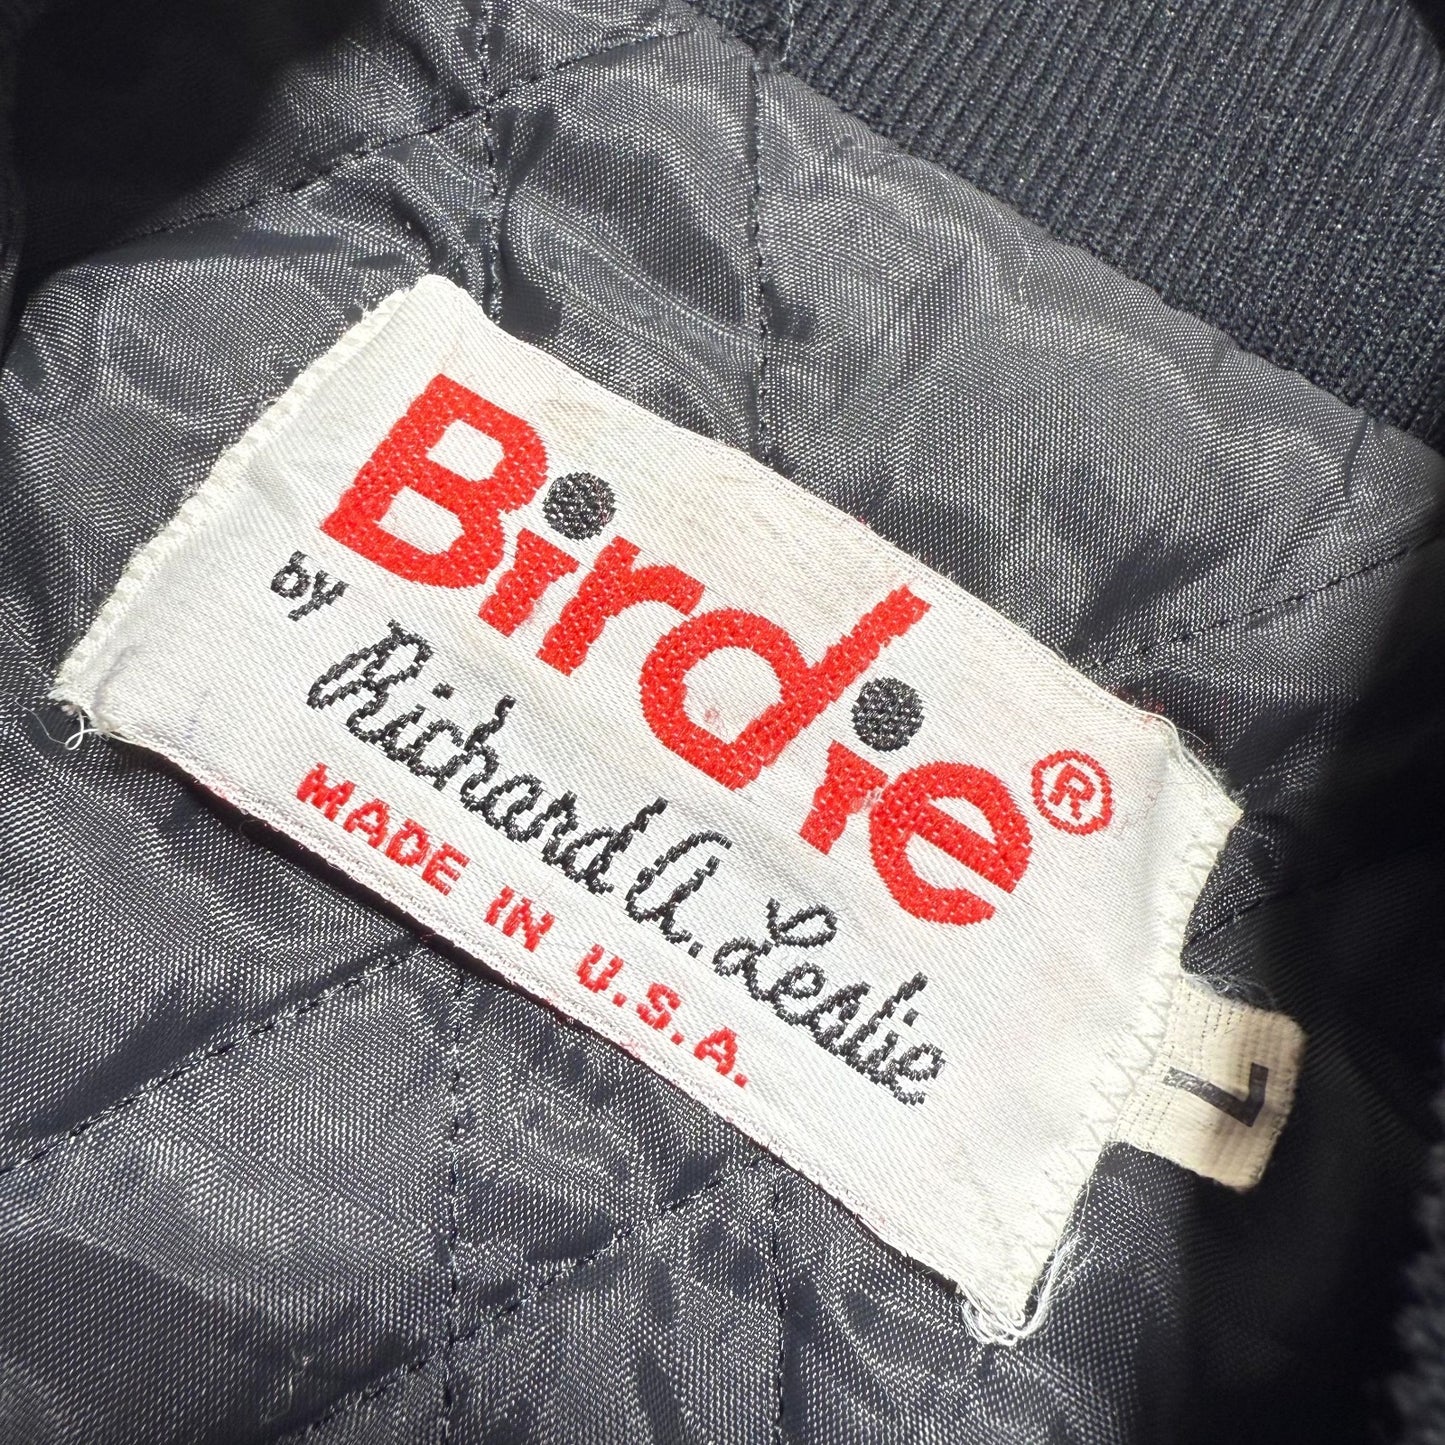 Birdie®
by Richard A. Leslie
MADE IN U.S.A.
L